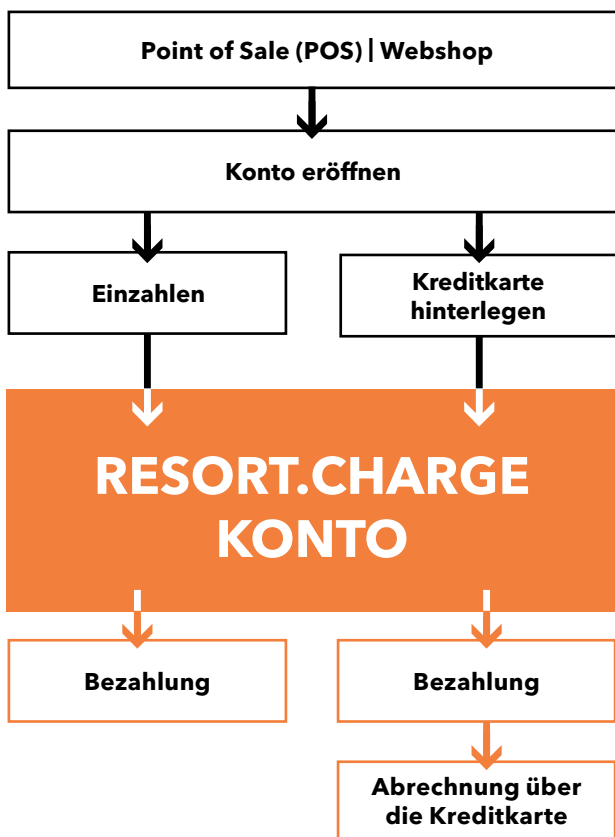 Point of Sale (POS) | Webshop
Konto eröffnen
Einzahlen
Kreditkarte
hinterlegen
RESORT.CHARGE
KONTO
Bezahlung
Bezahlung
Abrechnung über
die Kreditkarte